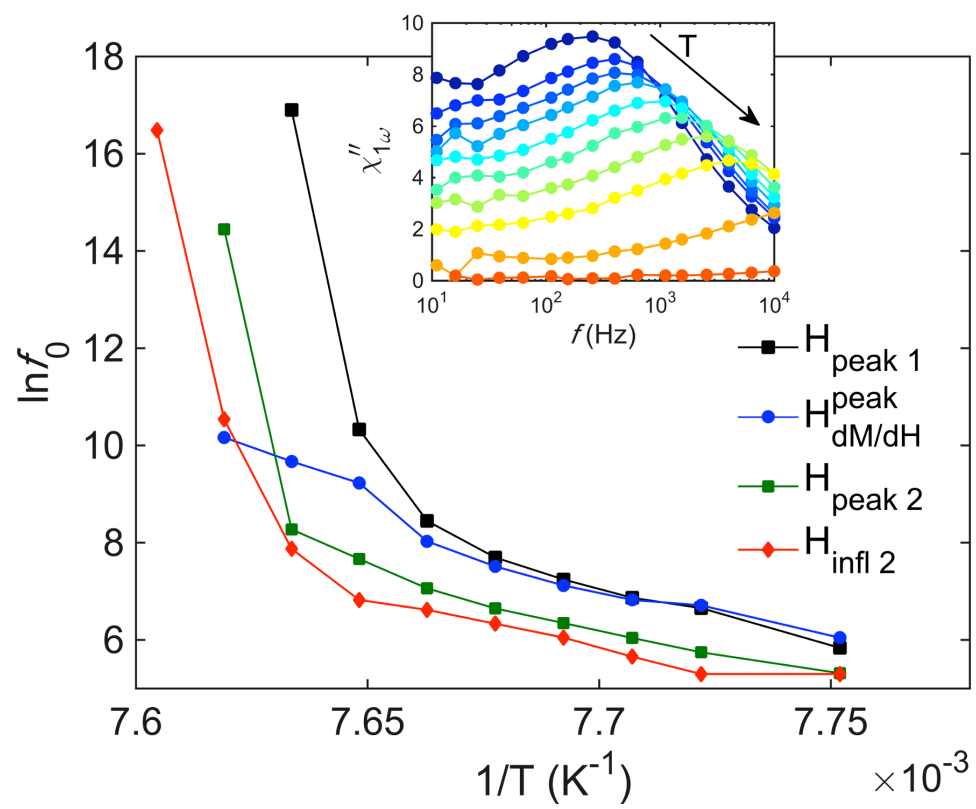 10
8
6
4
2
0
χ″1ω
T
10^1 10^2 10^3 10^4
f (Hz)
18
16
14
12
10
8
6
ln f0
H peak 1
H peak dM/dH
H peak 2
H infl 2
7.6 7.65 7.7 7.75
1/T (K^-1)
×10^-3